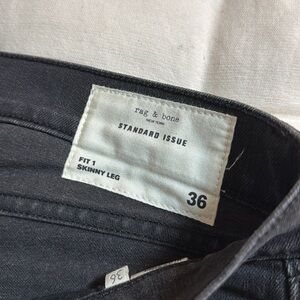 rag & bone
NEW YORK
STANDARD ISSUE
FIT 1
SKINNY LEG
36
36